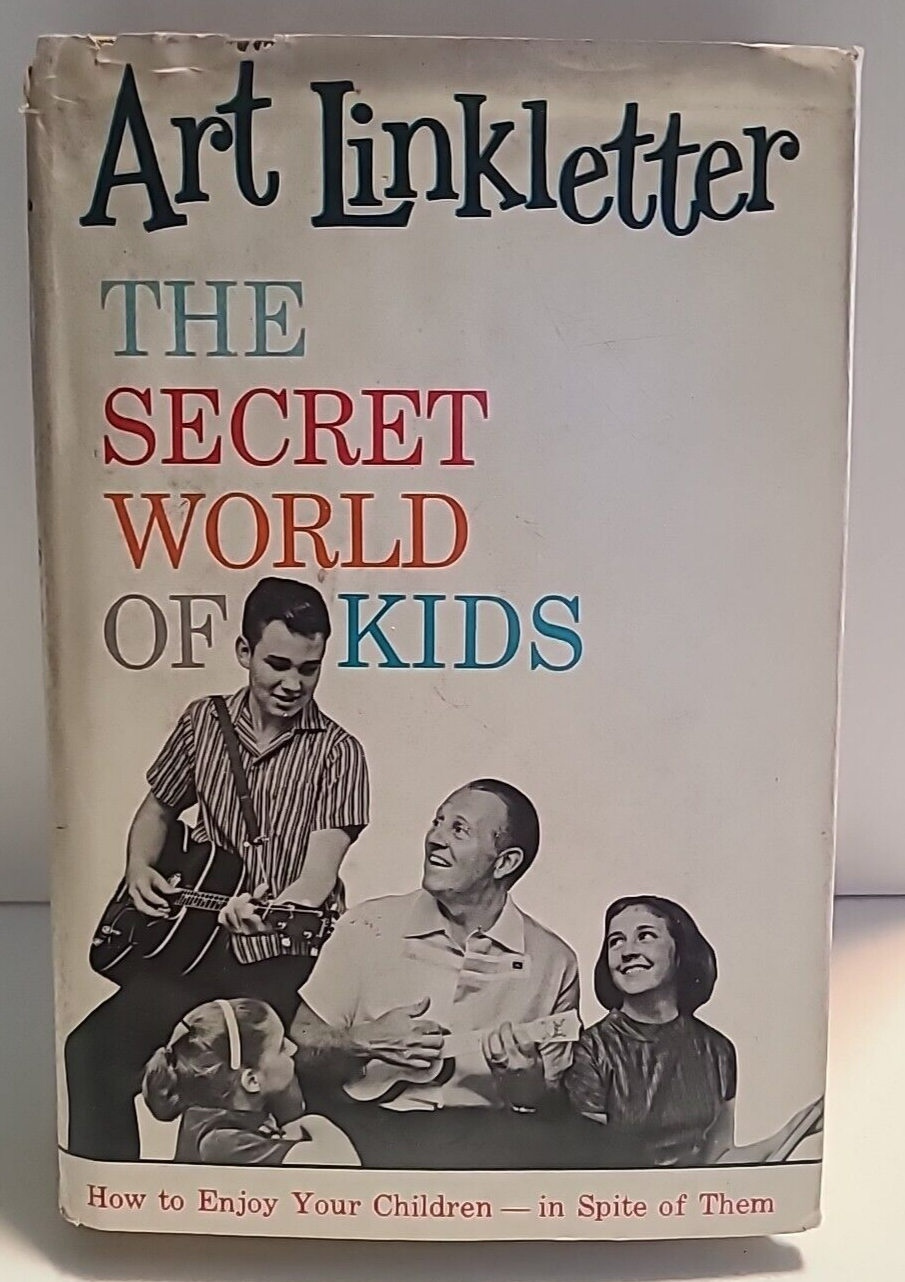 Art Linkletter
THE
SECRET
WORLD
OF KIDS
How to Enjoy Your Children — in Spite of Them